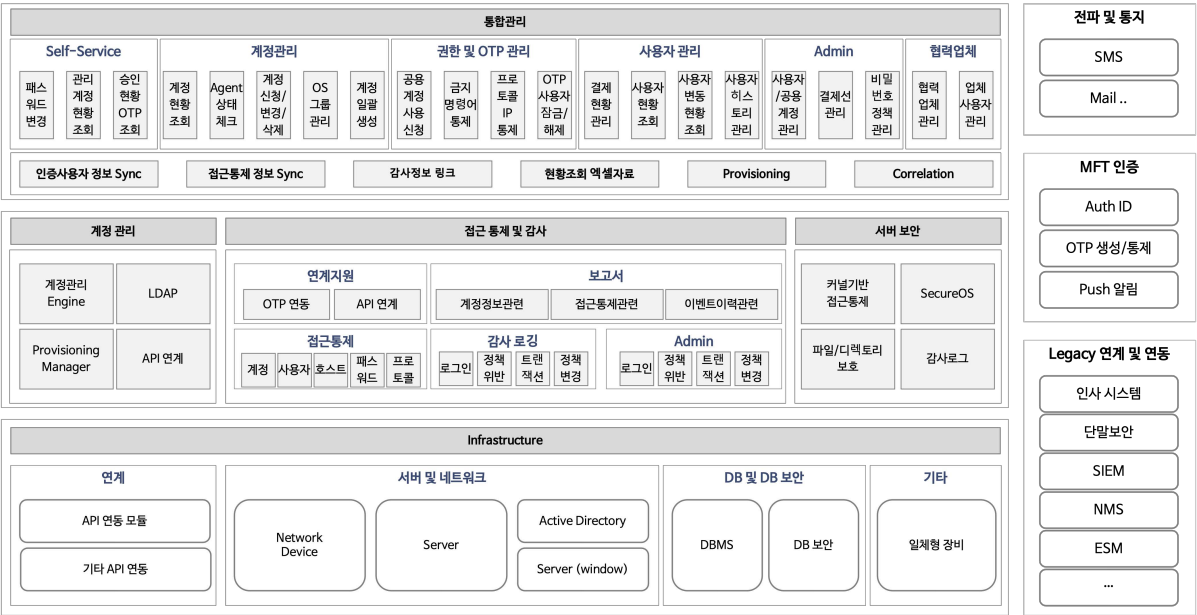 통합관리
Self-Service
패스
워드
변경
관리
계정
현황
조회
승인
현황
OTP
조회
계정관리
계정
현황
조회
Agent
상태
체크
계정
신청/
변경/
삭제
OS
그룹
관리
계정
일괄
생성
권한 및 OTP 관리
공용
계정
사용
신청
금지
명령어
통제
프로
토콜
IP
통제
OTP
사용자
잠금/
해제
사용자 관리
결제
현황
관리
사용자
현황
조회
사용자
변동
현황
조회
사용자
히스
토리
관리
Admin
사용자
/공용
계정
관리
결제선
관리
비밀
번호
정책
관리
협력업체
협력
업체
관리
업체
사용자
관리
인증사용자 정보 Sync
접근통제 정보 Sync
감사정보 링크
현황조회 엑셀자료
Provisioning
Correlation
계정 관리
계정관리
Engine
LDAP
Provisioning
Manager
API 연계
접근 통제 및 감사
연계지원
OTP 연동
API 연계
보고서
계정정보관련
접근통제관련
이벤트이력관련
접근통제
계정
사용자
호스트
패스
워드
프로
토콜
감사 로깅
로그인
정책
위반
트랜
잭션
정책
변경
Admin
로그인
정책
위반
트랜
잭션
정책
변경
서버 보안
커널기반
접근통제
SecureOS
파일/디렉토리
보호
감사로그
Infrastructure
연계
API 연동 모듈
기타 API 연동
서버 및 네트워크
Network
Device
Server
Active Directory
Server (window)
DB 및 DB 보안
DBMS
DB 보안
기타
일체형 장비
전파 및 통지
SMS
Mail ..
MFT 인증
Auth ID
OTP 생성/통제
Push 알림
Legacy 연계 및 연동
인사 시스템
단말보안
SIEM
NMS
ESM
...